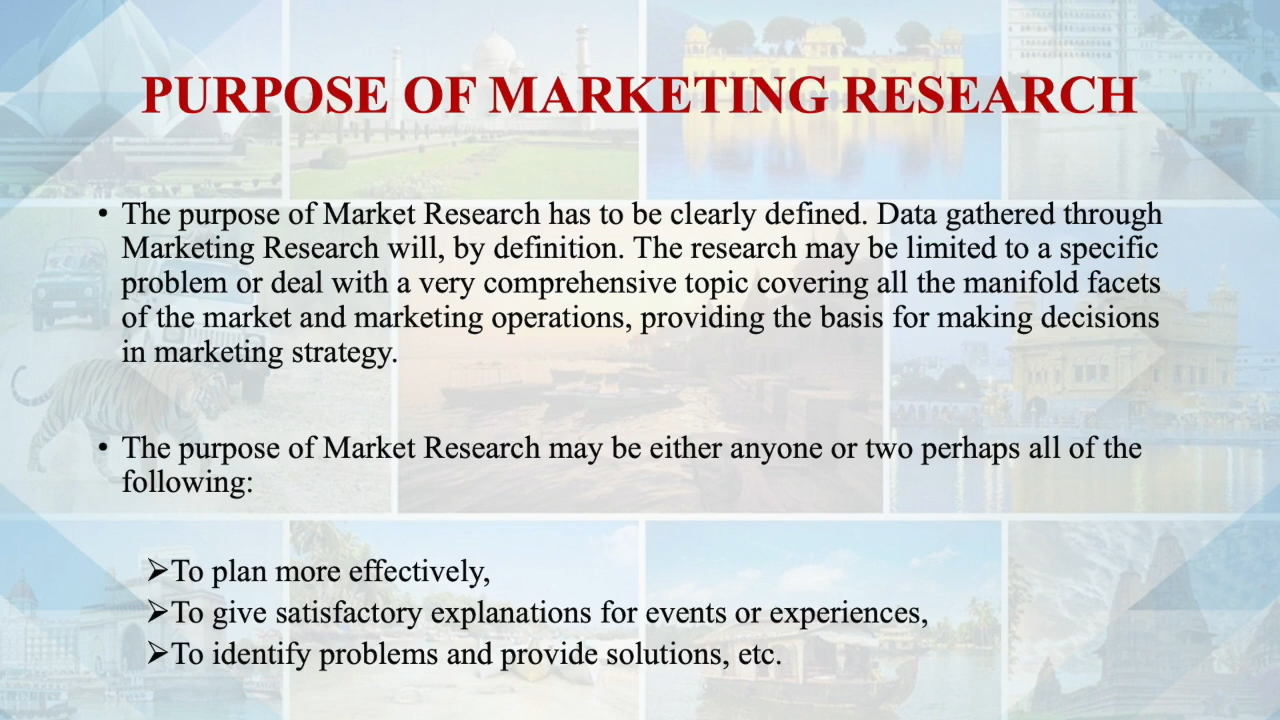 PURPOSE OF MARKETING RESEARCH
• The purpose of Market Research has to be clearly defined. Data gathered through
Marketing Research will, by definition. The research may be limited to a specific
problem or deal with a very comprehensive topic covering all the manifold facets
of the market and marketing operations, providing the basis for making decisions
in marketing strategy.
• The purpose of Market Research may be either anyone or two perhaps all of the
following:
➢To plan more effectively,
➢To give satisfactory explanations for events or experiences,
➢To identify problems and provide solutions, etc.